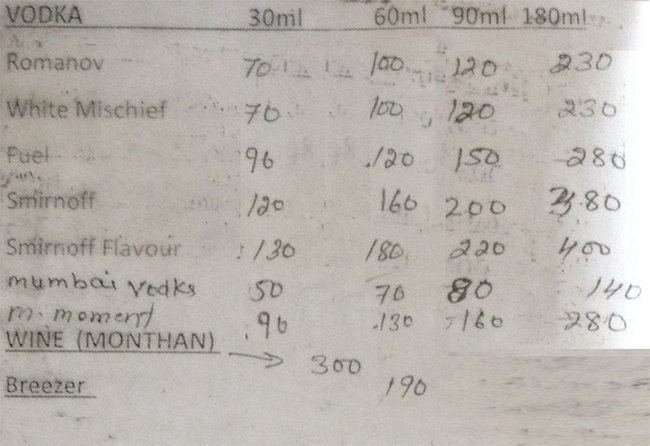 VODKA 30ml 60ml 90ml 180ml
Romanov 70 100 120 230
White Mischief 70 100 120 230
Fuel 90 120 150 280
Smirnoff 120 160 200 380
Smirnoff Flavour 130 180 220 400
mumbai vodks 50 70 80 140
m. moment 90 130 160 280
WINE (MONTHAN) → 300
Breezer 190